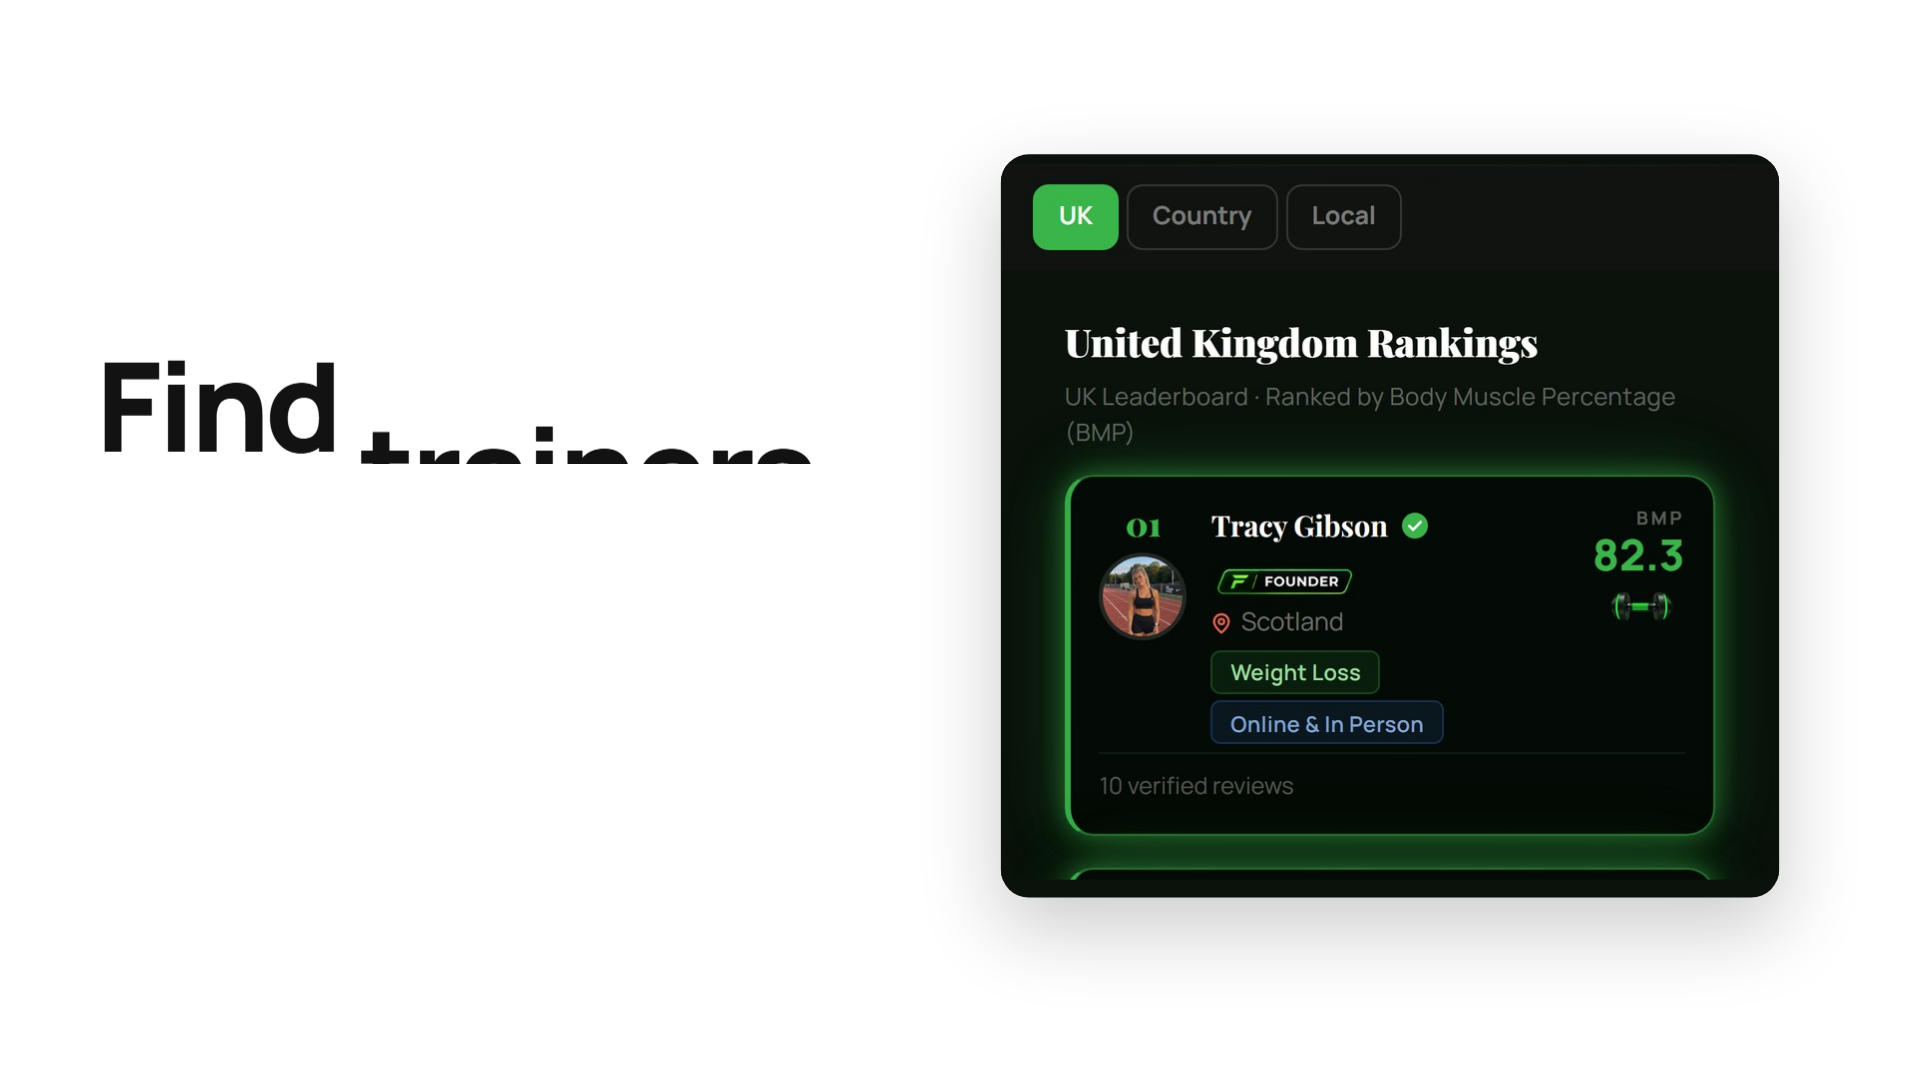 Find trainers
UK
Country
Local
United Kingdom Rankings
UK Leaderboard · Ranked by Body Muscle Percentage
(BMP)
01
Tracy Gibson
FOUNDER
Scotland
Weight Loss
Online & In Person
10 verified reviews
BMP
82.3